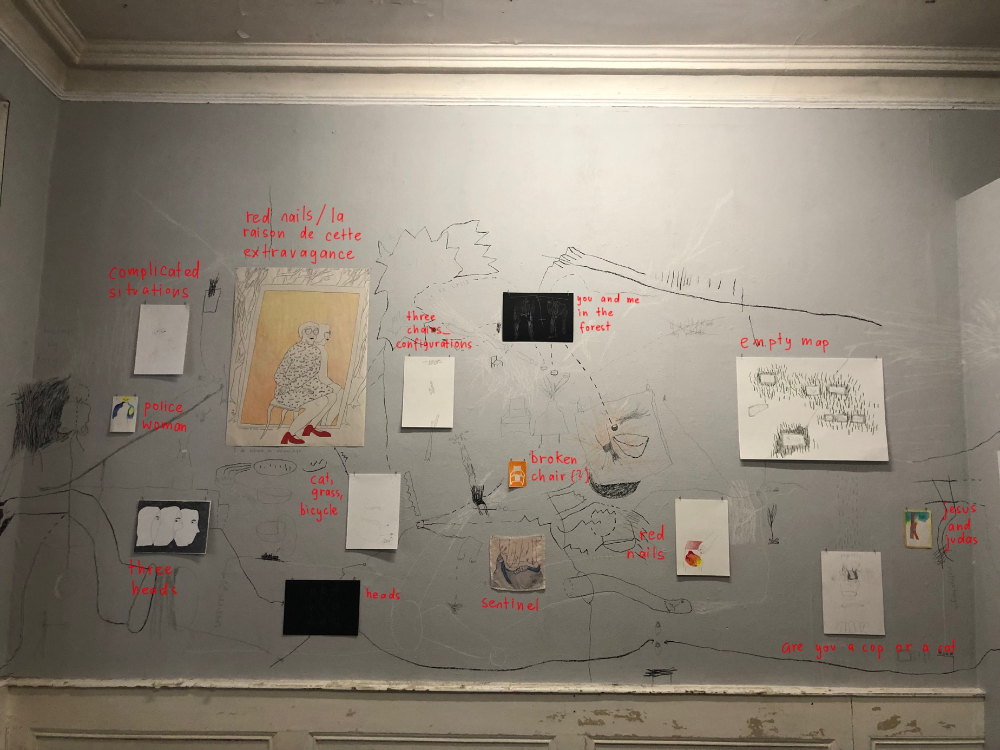 red nails / la
raison de cette
extravagance
complicated
situations
you and me
in the
forest
three
chairs_
configurations
empty map
police
woman
broken
chair (?)
cat,
grass,
bicycle
jesus
and
judas
red
nails
three
heads
heads
sentinel
are you a cop or a cat